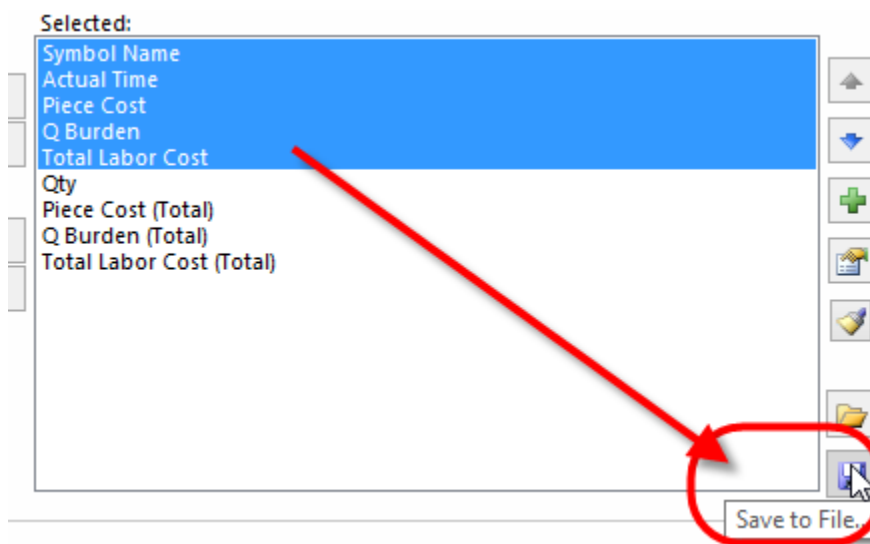 Selected:
Symbol Name
Actual Time
Piece Cost
Q Burden
Total Labor Cost
Qty
Piece Cost (Total)
Q Burden (Total)
Total Labor Cost (Total)
Save to File...